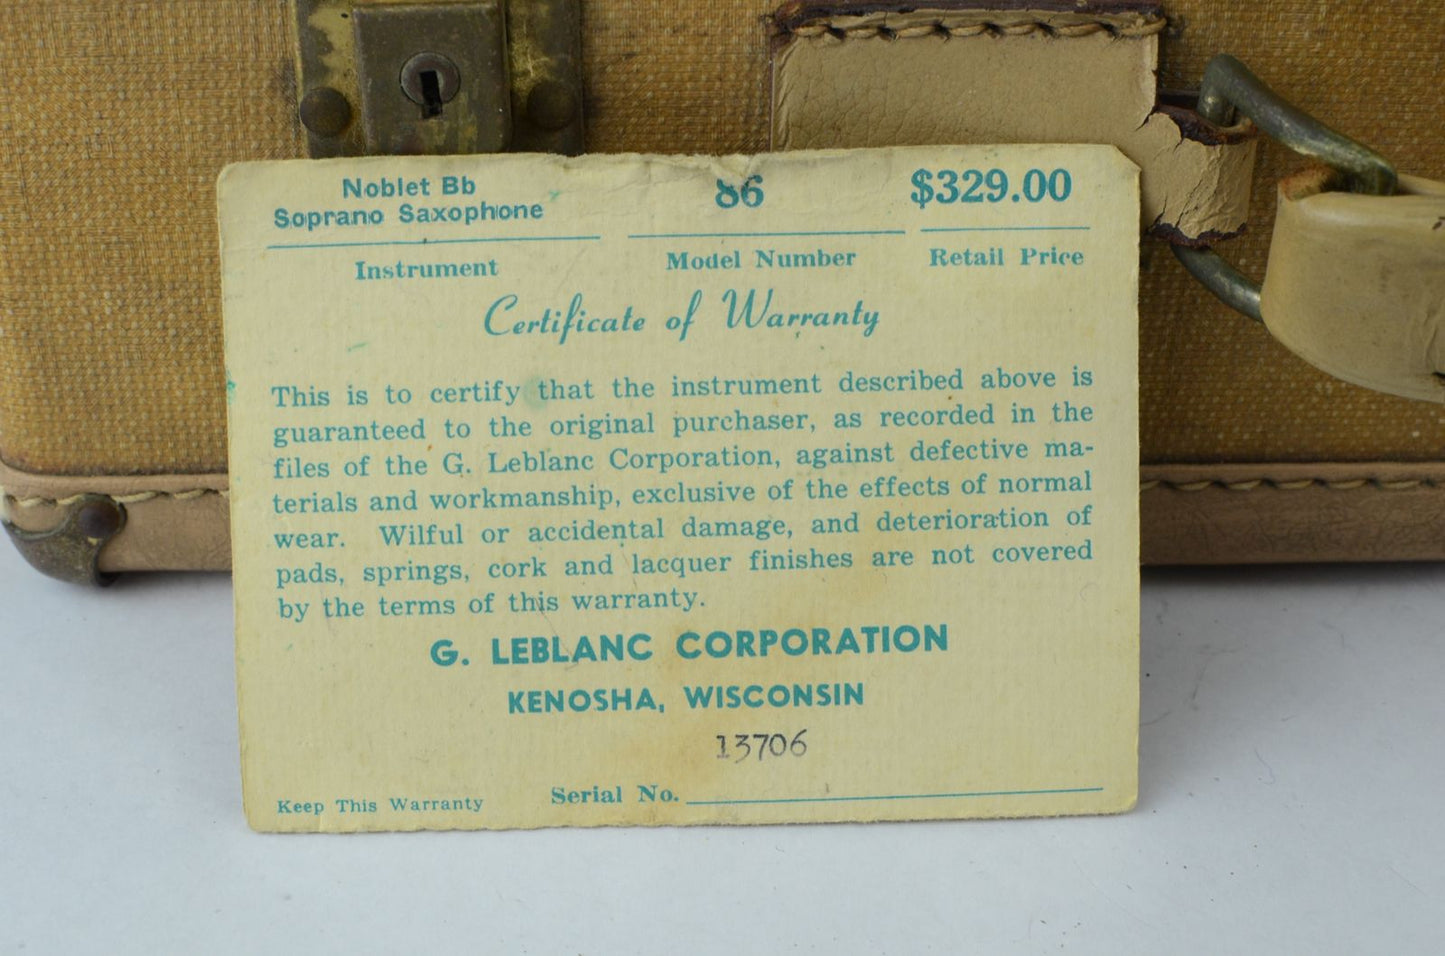 Noblet Bb 86 $329.00
Soprano Saxophone
Instrument Model Number Retail Price
Certificate of Warranty
This is to certify that the instrument described above is
guaranteed to the original purchaser, as recorded in the
files of the G. Leblanc Corporation, against defective ma-
terials and workmanship, exclusive of the effects of normal
wear. Wilful or accidental damage, and deterioration of
pads, springs, cork and lacquer finishes are not covered
by the terms of this warranty.
G. LEBLANC CORPORATION
KENOSHA, WISCONSIN
13706
Keep This Warranty Serial No.